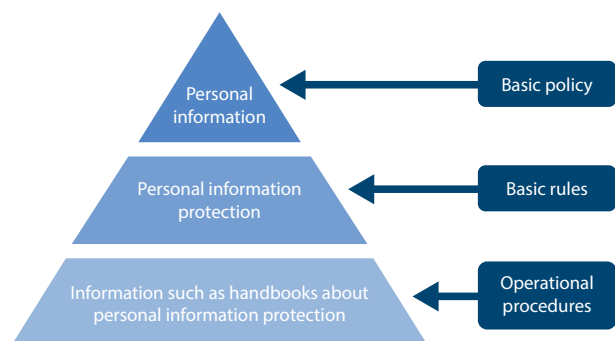 Personal
information
Basic policy
Personal information
protection
Basic rules
Information such as handbooks about
personal information protection
Operational
procedures